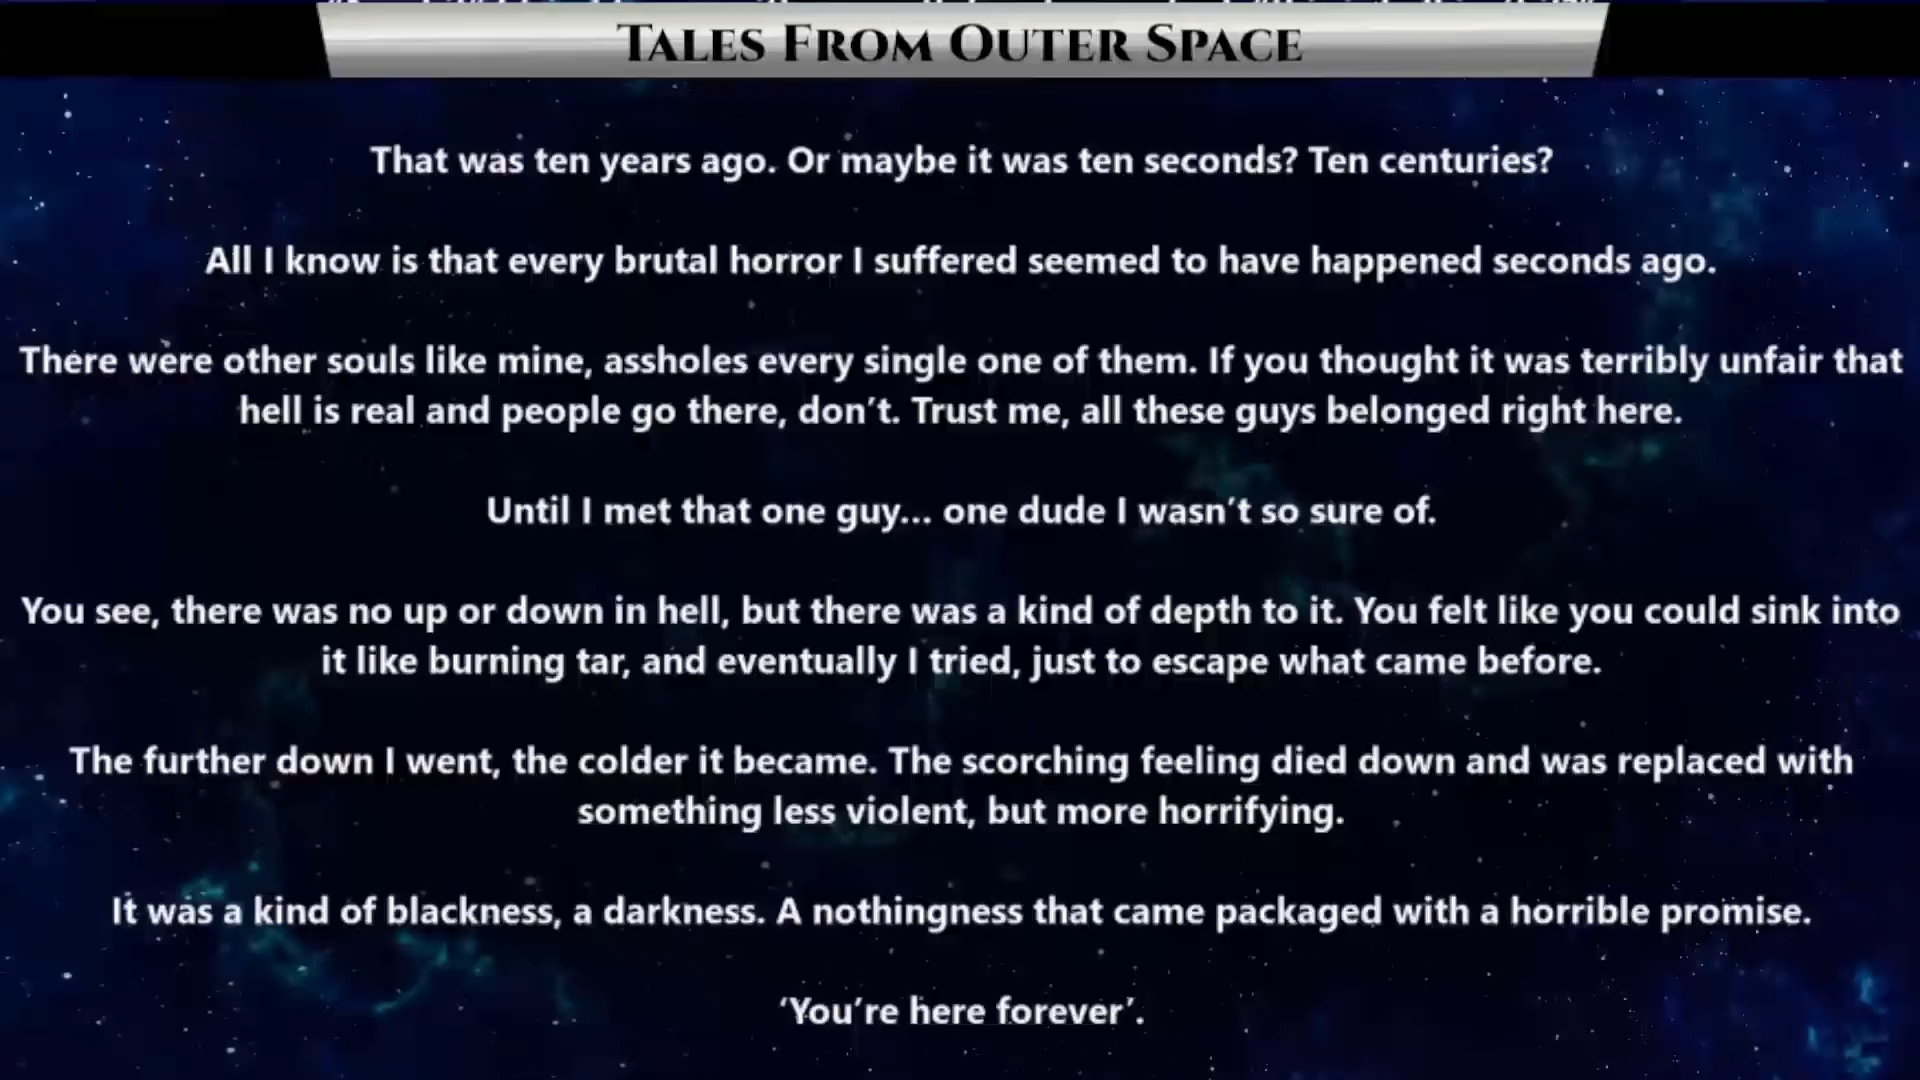 TALES FROM OUTER SPACE
That was ten years ago. Or maybe it was ten seconds? Ten centuries?
All I know is that every brutal horror I suffered seemed to have happened seconds ago.
There were other souls like mine, assholes every single one of them. If you thought it was terribly unfair that
hell is real and people go there, don’t. Trust me, all these guys belonged right here.
Until I met that one guy... one dude I wasn’t so sure of.
You see, there was no up or down in hell, but there was a kind of depth to it. You felt like you could sink into
it like burning tar, and eventually I tried, just to escape what came before.
The further down I went, the colder it became. The scorching feeling died down and was replaced with
something less violent, but more horrifying.
It was a kind of blackness, a darkness. A nothingness that came packaged with a horrible promise.
‘You’re here forever’.